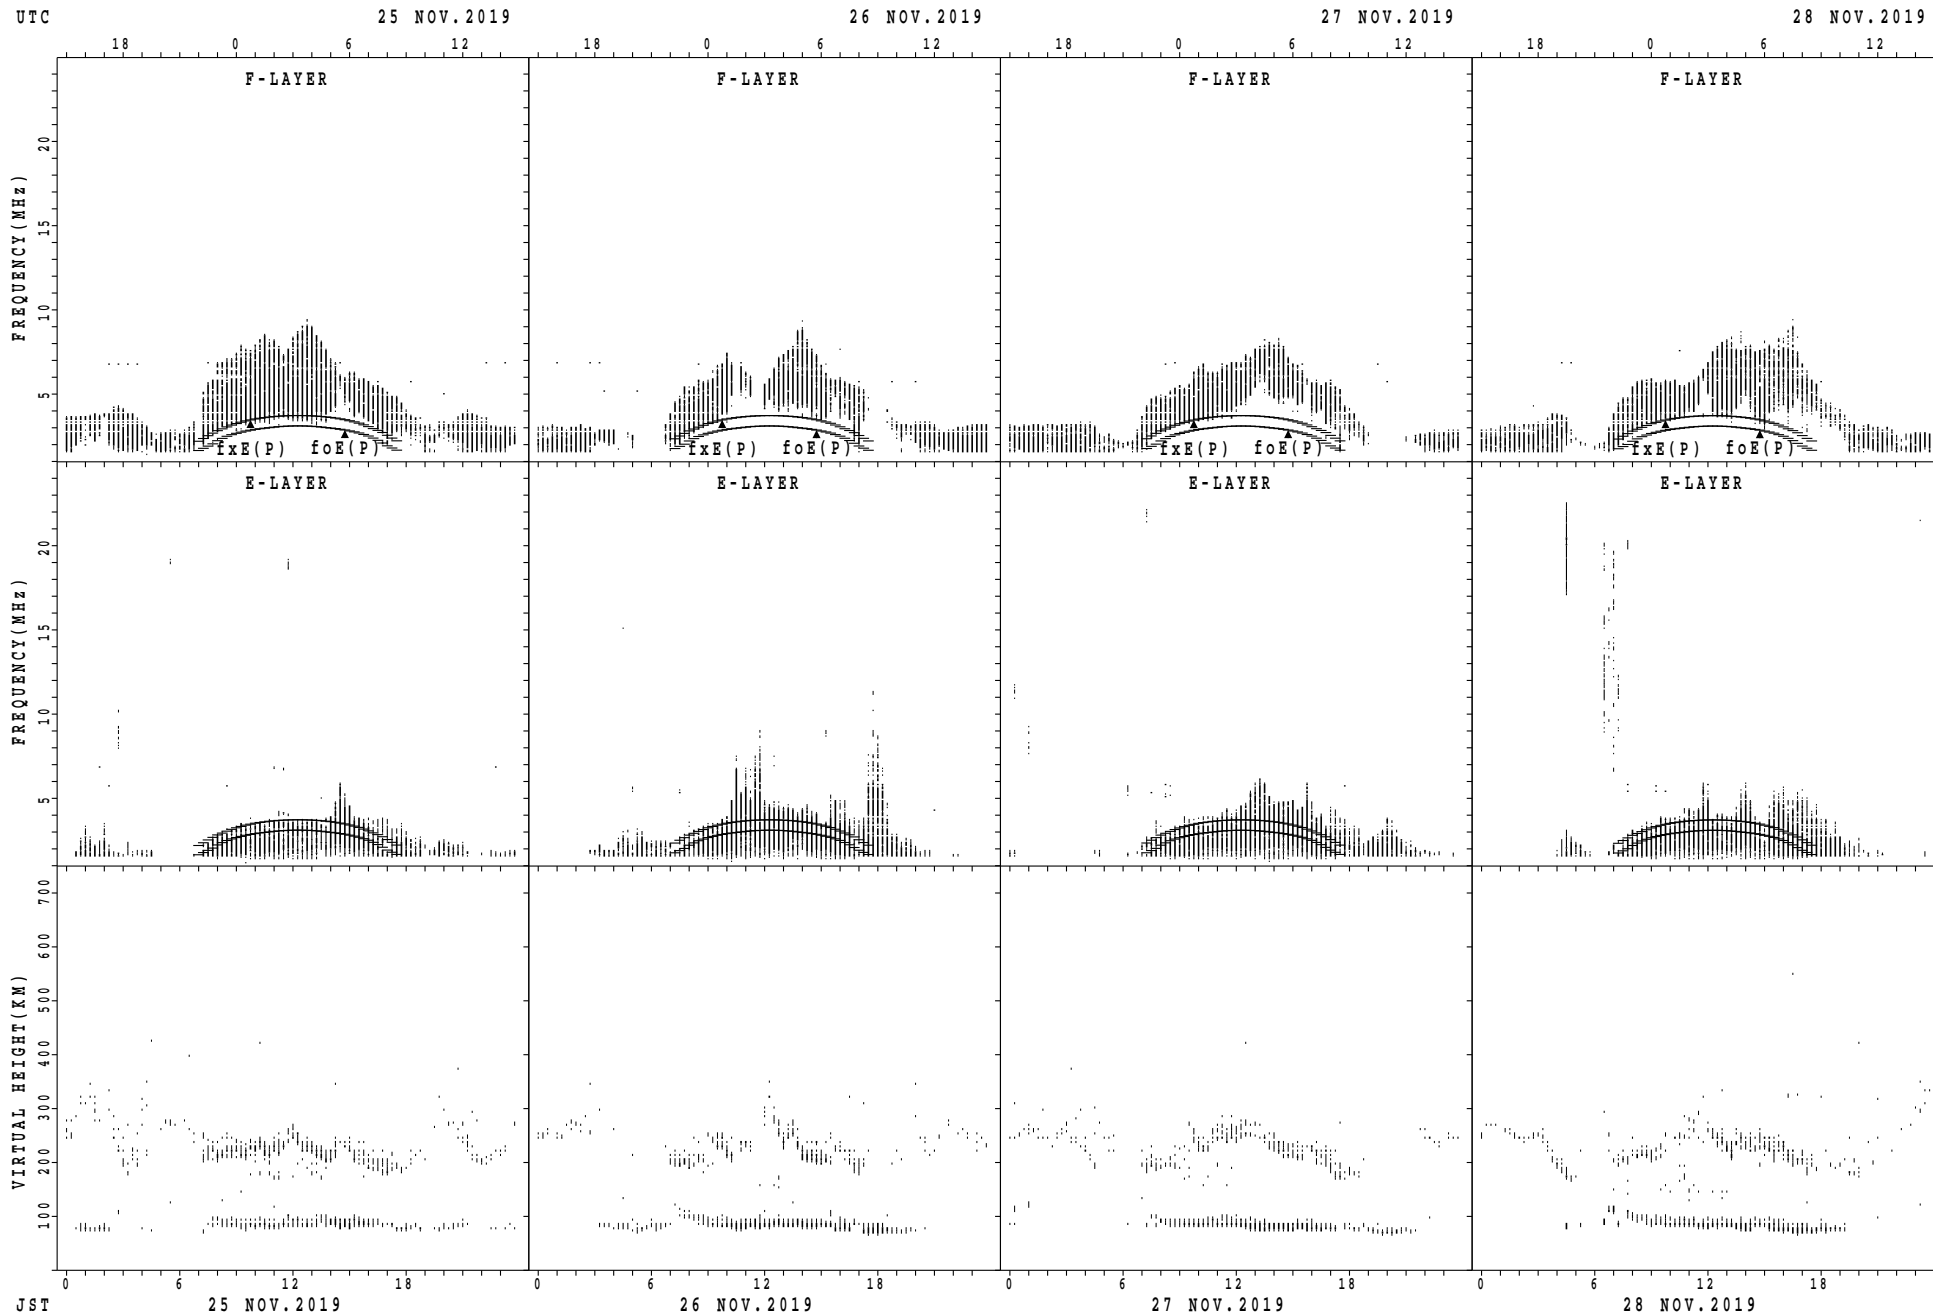 UTC 25 NOV.2019 26 NOV.2019 27 NOV.2019 28 NOV.2019
18 0 6 12 18 0 6 12 18 0 6 12 18 0 6 12
F-LAYER F-LAYER F-LAYER F-LAYER
FREQUENCY(MHz)
20
15
10
5
fxE(P) foE(P) fxE(P) foE(P) fxE(P) foE(P) fxE(P) foE(P)
E-LAYER E-LAYER E-LAYER E-LAYER
FREQUENCY(MHz)
20
15
10
5
VIRTUAL HEIGHT(KM)
700
600
500
400
300
200
100
0 6 12 18 0 6 12 18 0 6 12 18 0 6 12 18
JST 25 NOV.2019 26 NOV.2019 27 NOV.2019 28 NOV.2019